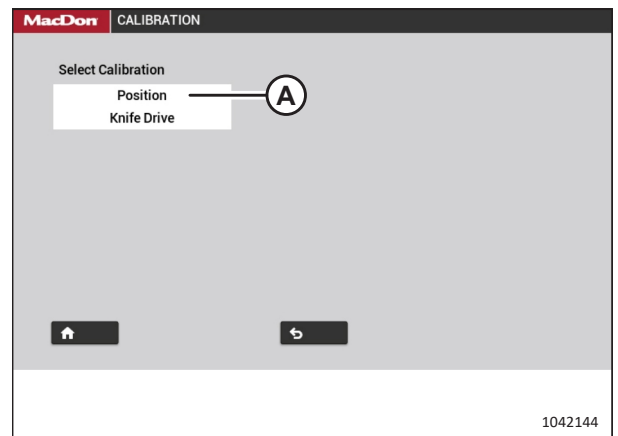 MacDon CALIBRATION
Select Calibration
Position
A
Knife Drive
1042144